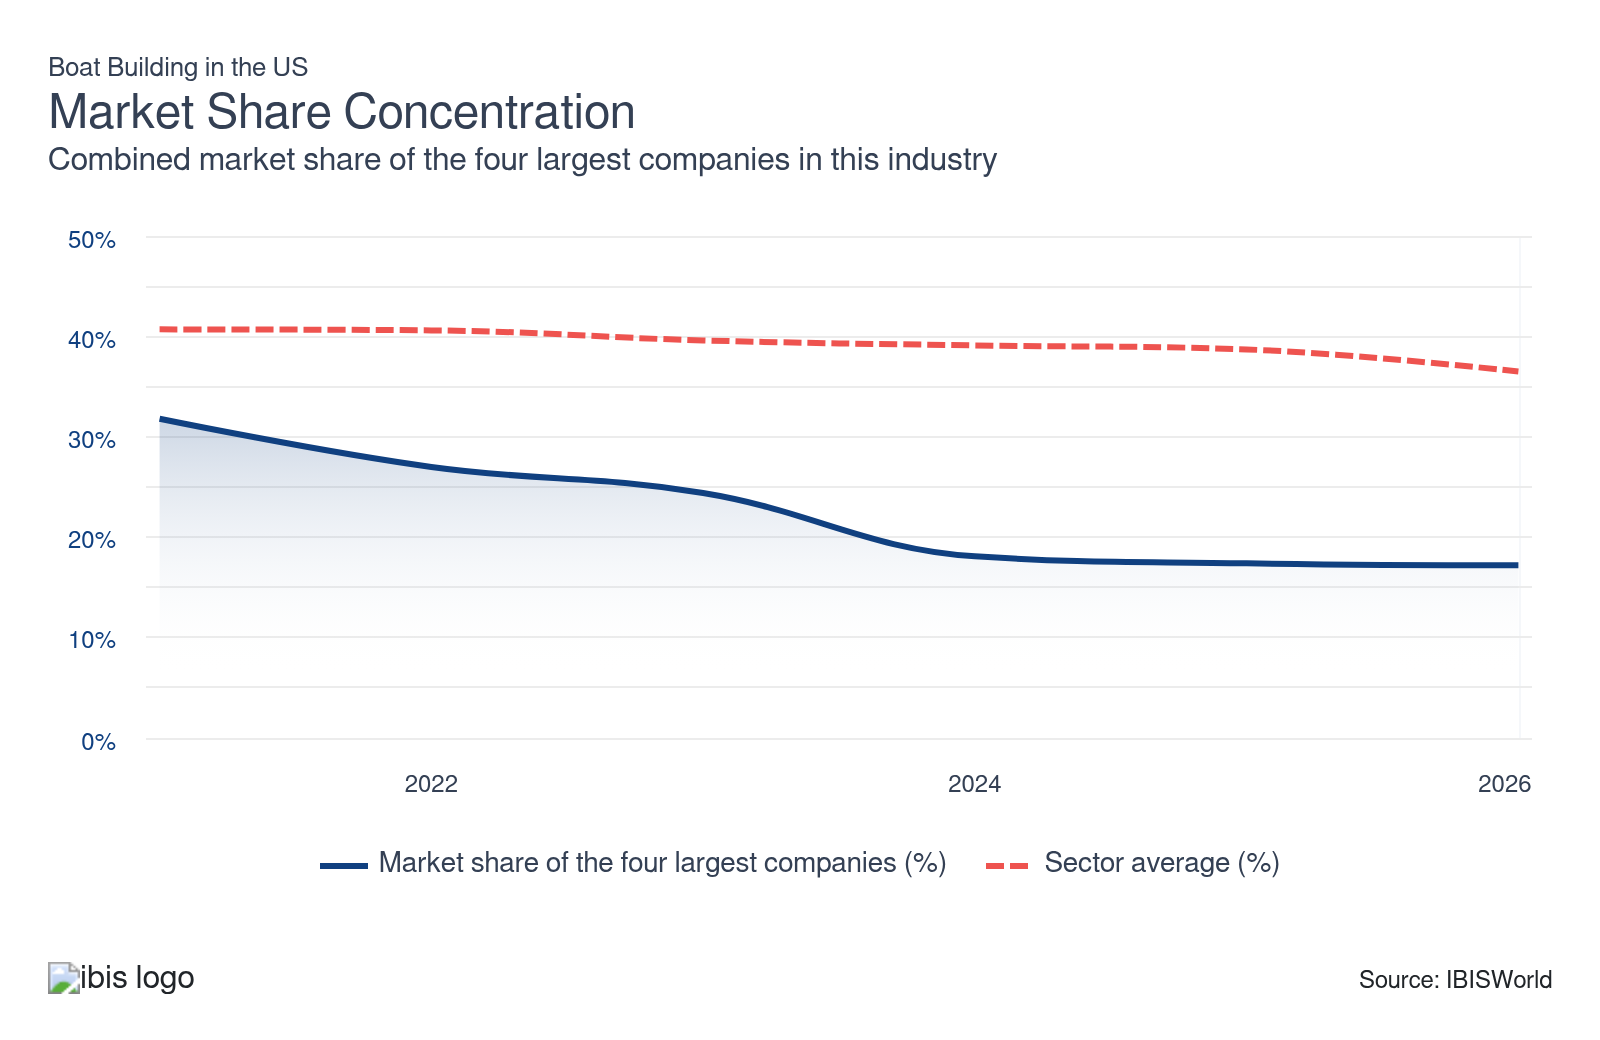 Boat Building in the US
Market Share Concentration
Combined market share of the four largest companies in this industry
50%
40%
30%
20%
10%
0%
2022 2024 2026
Market share of the four largest companies (%) Sector average (%)
ibis logo
Source: IBISWorld